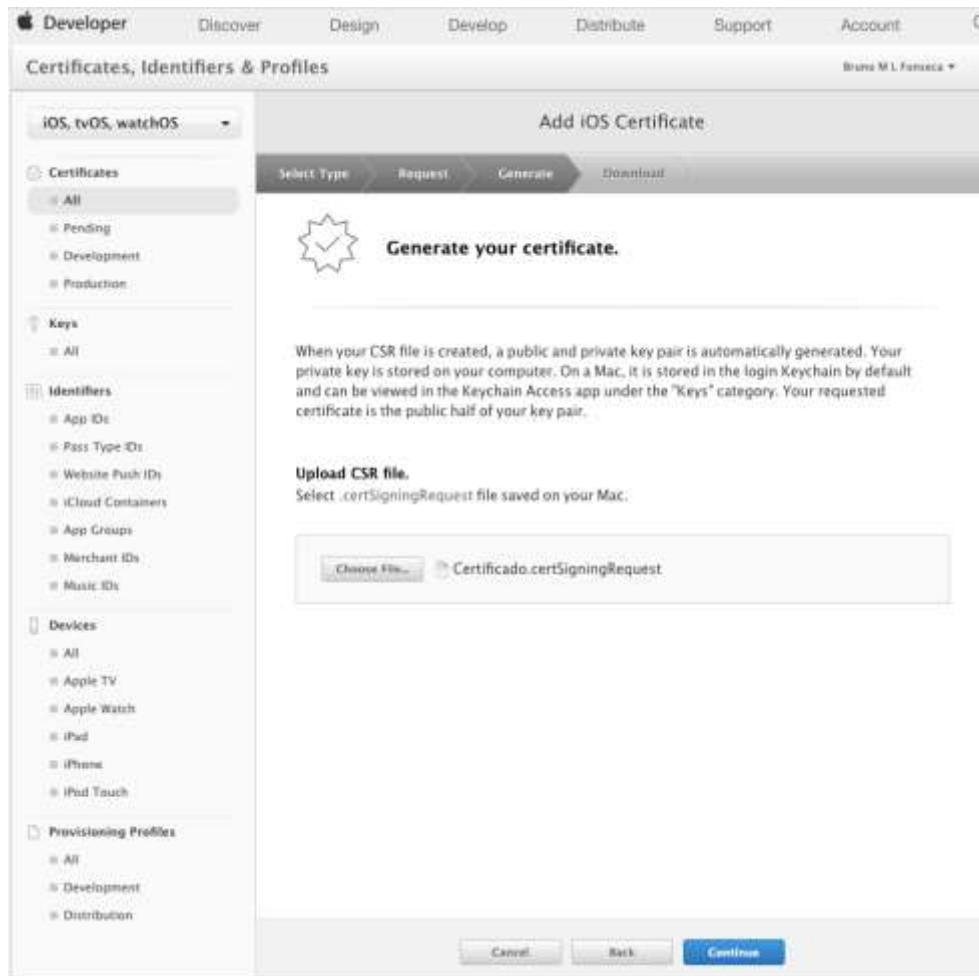 Developer
Discover
Design
Develop
Distribute
Support
Account
Certificates, Identifiers & Profiles
Bruno M L Fonseca
iOS, tvOS, watchOS
Add iOS Certificate
Certificates
All
Pending
Development
Production
Keys
All
Identifiers
App IDs
Pass Type IDs
Website Push IDs
iCloud Containers
App Groups
Merchant IDs
Music IDs
Devices
All
Apple TV
Apple Watch
iPad
iPhone
iPod Touch
Provisioning Profiles
All
Development
Distribution
Select Type
Request
Generate
Download
Generate your certificate.
When your CSR file is created, a public and private key pair is automatically generated. Your
private key is stored on your computer. On a Mac, it is stored in the login Keychain by default
and can be viewed in the Keychain Access app under the "Keys" category. Your requested
certificate is the public half of your key pair.
Upload CSR file.
Select .certSigningRequest file saved on your Mac.
Choose File...
Certificado.certSigningRequest
Cancel
Back
Continue